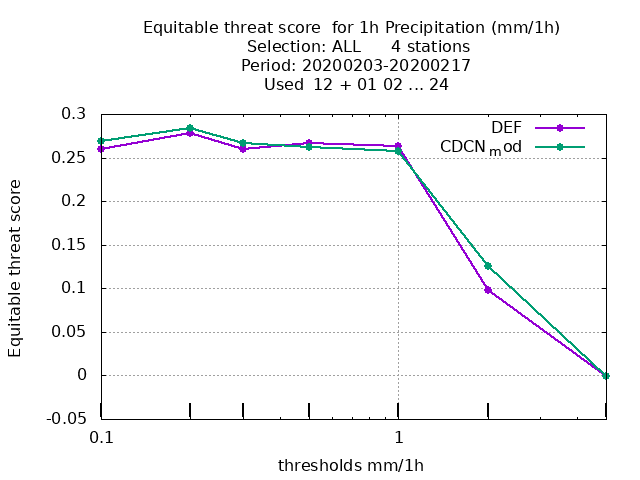 Equitable threat score  for 1h Precipitation (mm/1h)
Selection: ALL      4 stations
Period: 20200203-20200217
Used  12 + 01 02 ... 24
0.3
0.25
0.2
0.15
0.1
0.05
0
-0.05
Equitable threat score
DEF
CDCNmod
0.1
1
thresholds mm/1h